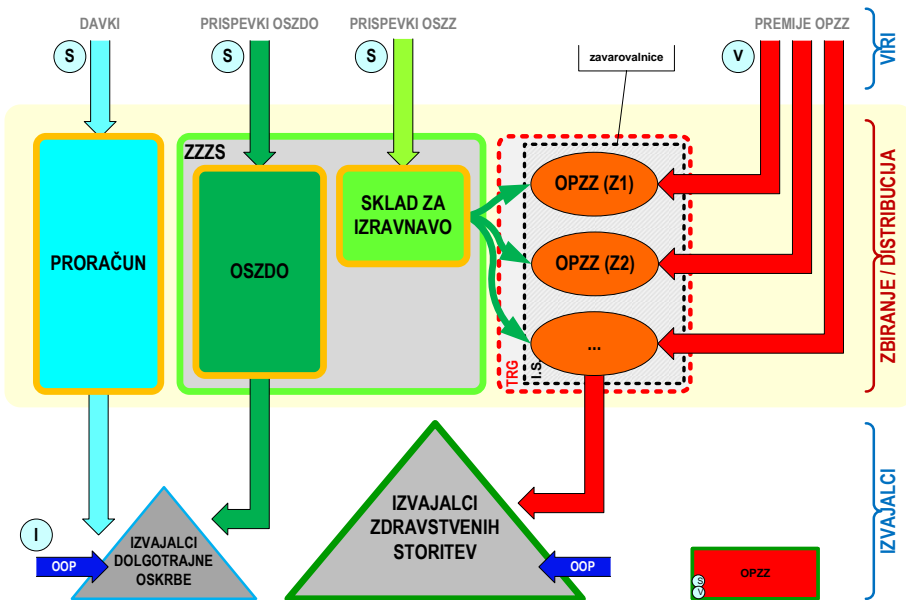 DAVKI
PRISPEVKI OSZDO
PRISPEVKI OSZZ
PREMIJE OPZZ
S
S
S
V
zavarovalnice
VIRI
ZZZS
PRORAČUN
OSZDO
SKLAD ZA
IZRAVNAVO
OPZZ (Z1)
OPZZ (Z2)
...
TRG
I.S.
ZBIRANJE / DISTRIBUCIJA
I
OOP
IZVAJALCI
DOLGOTRAJNE
OSKRBE
IZVAJALCI
ZDRAVSTVENIH
STORITEV
OOP
OPZZ
S
V
IZVAJALCI